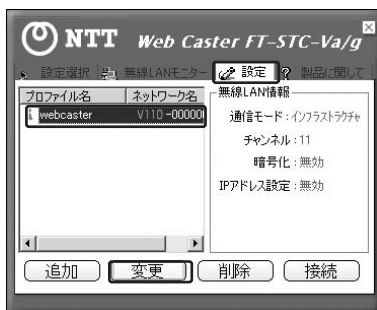 NTT Web Caster FT-STC-Va/g
設定選択 無線LANモニター 設定 製品に関して
プロファイル名 ネットワーク名
webcaster V110-00000
無線LAN情報
通信モード：インフラストラクチャ
チャンネル：11
暗号化：無効
IPアドレス設定：無効
追加 変更 削除 接続